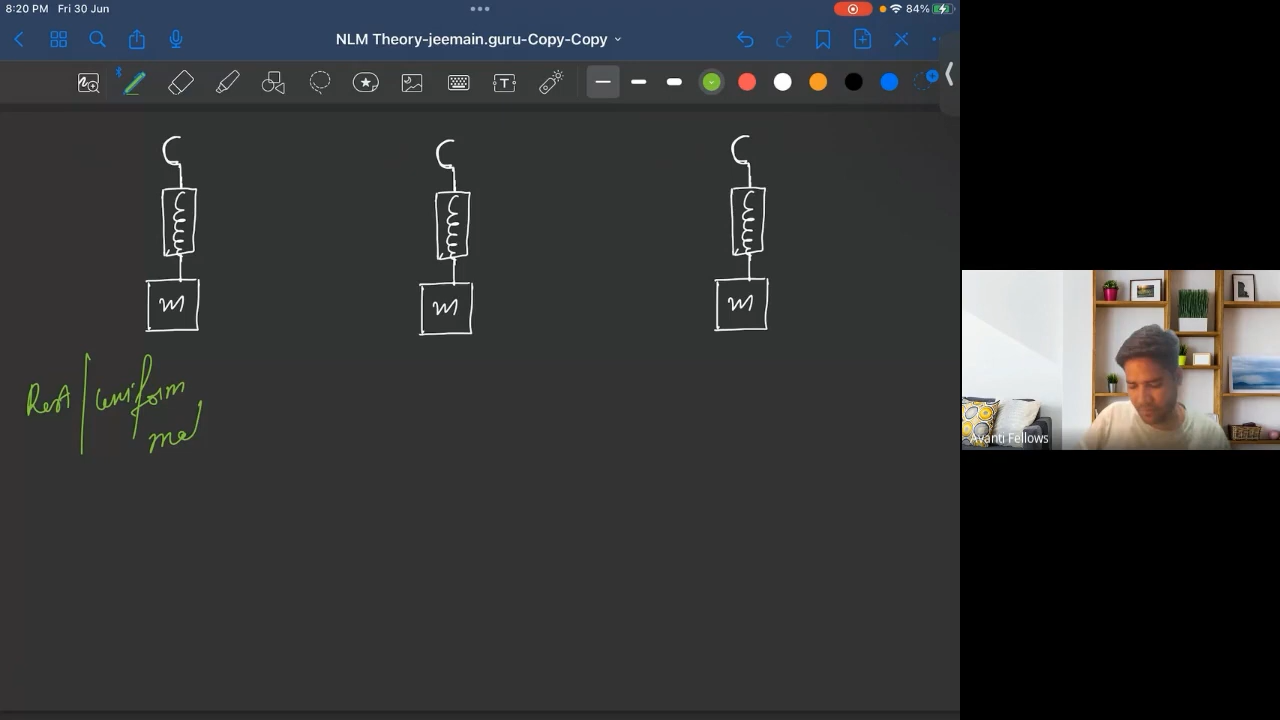 8:20 PM Fri 30 Jun
84%
NLM Theory-jeemain.guru-Copy-Copy
T
m
m
m
Rest | uniform
mo
Avanti Fellows